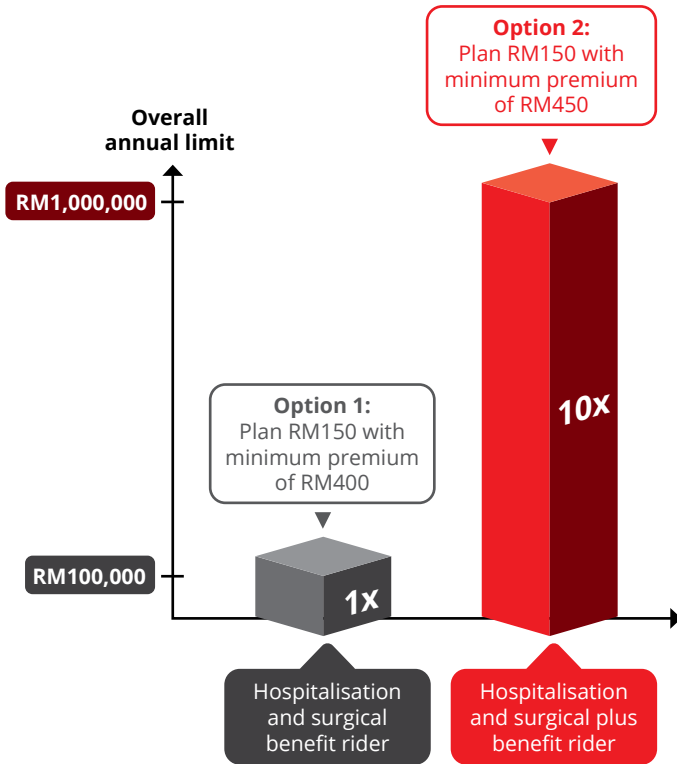 Option 2:
Plan RM150 with
minimum premium
of RM450
Overall
annual limit
RM1,000,000
10x
Option 1:
Plan RM150 with
minimum premium
of RM400
RM100,000
1x
Hospitalisation
and surgical
benefit rider
Hospitalisation
and surgical plus
benefit rider